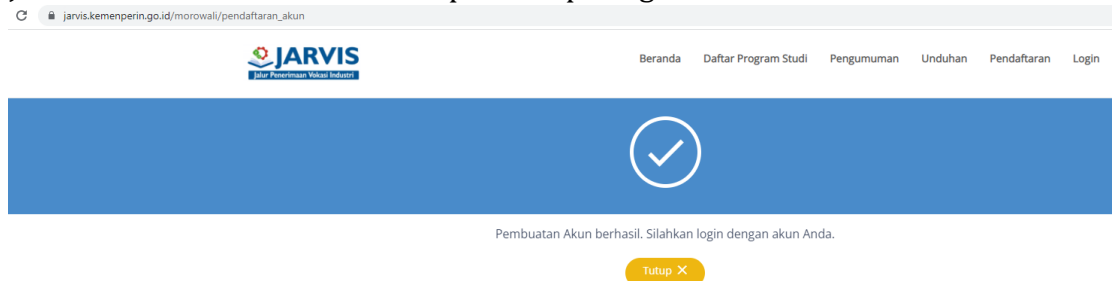 jarvis.kemenperin.go.id/morowali/pendaftaran_akun
JARVIS
Jalur Penerimaan Vokasi Industri
Beranda Daftar Program Studi Pengumuman Unduhan Pendaftaran Login
Pembuatan Akun berhasil. Silahkan login dengan akun Anda.
Tutup X